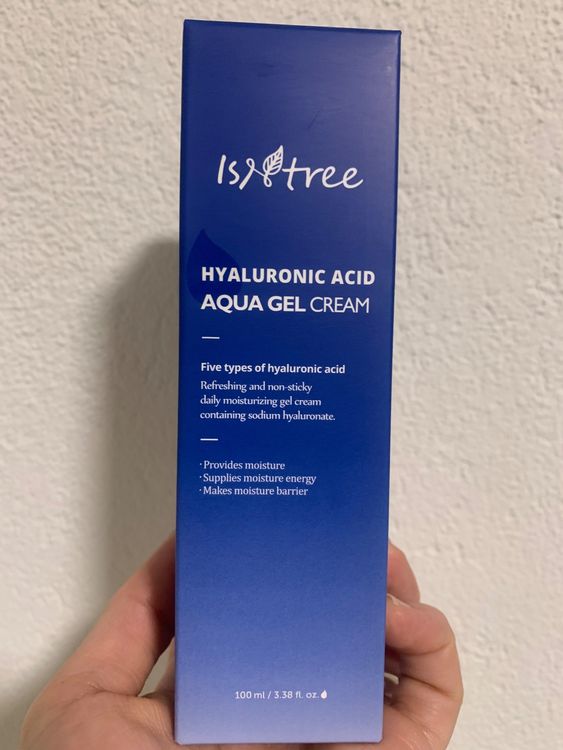 Isntree
HYALURONIC ACID
AQUA GEL CREAM
Five types of hyaluronic acid
Refreshing and non-sticky
daily moisturizing gel cream
containing sodium hyaluronate.
· Provides moisture
· Supplies moisture energy
· Makes moisture barrier
100 ml / 3.38 fl. oz.